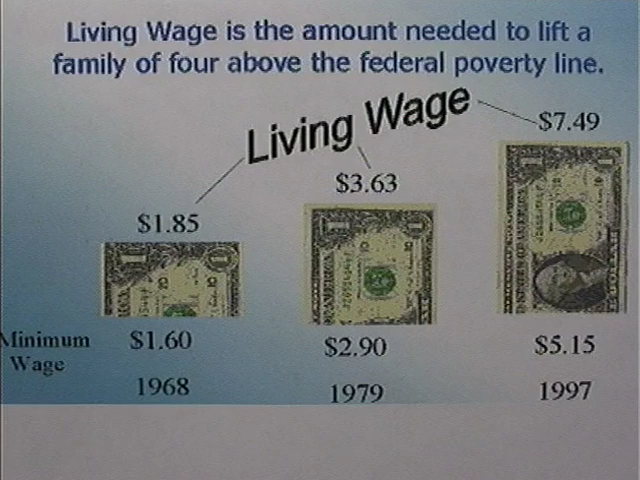 Living Wage is the amount needed to lift a
family of four above the federal poverty line.
Living Wage
$7.49
$3.63
$1.85
Minimum
Wage
$1.60
$2.90
$5.15
1968
1979
1997